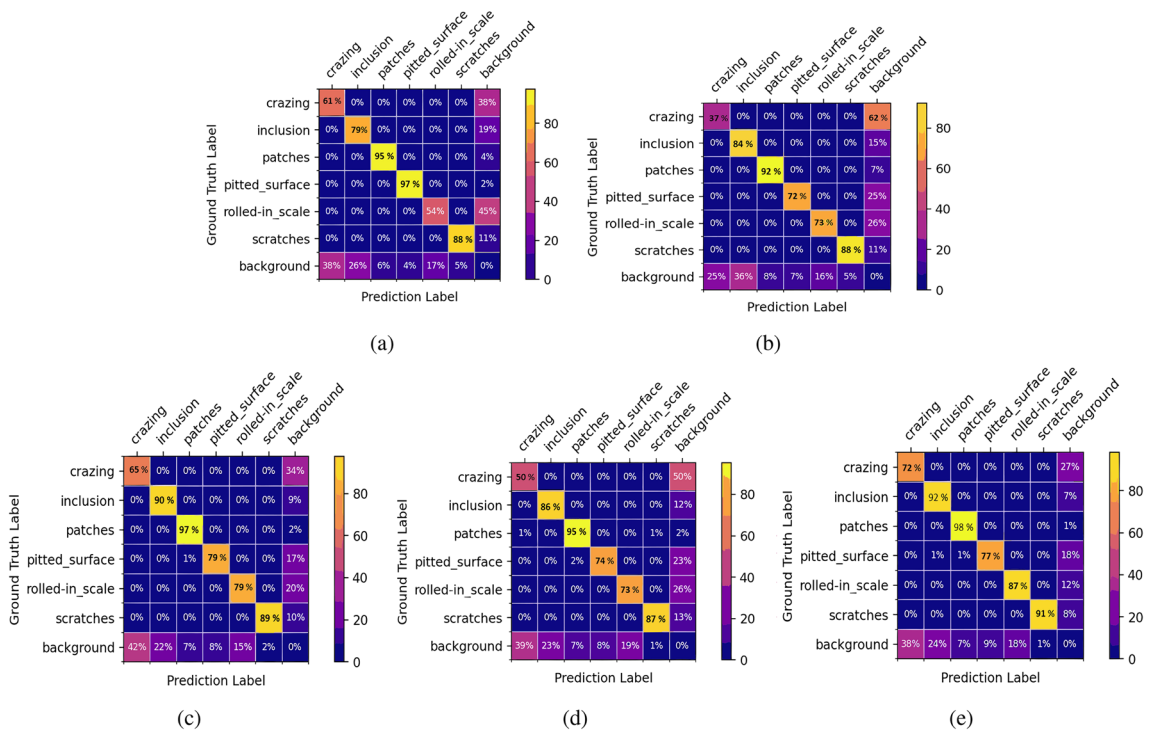 crazing
inclusion
patches
pitted_surface
rolled-in_scale
scratches
background
crazing 61 % 0% 0% 0% 0% 0% 38%
inclusion 0% 79% 0% 0% 0% 0% 19%
patches 0% 0% 95 % 0% 0% 0% 4%
pitted_surface 0% 0% 0% 97 % 0% 0% 2%
rolled-in_scale 0% 0% 0% 0% 54% 0% 45%
scratches 0% 0% 0% 0% 0% 88 % 11%
background 38% 26% 6% 4% 17% 5% 0%
Ground Truth Label
Prediction Label
80
60
40
20
0
(a)
crazing
inclusion
patches
pitted_surface
rolled-in_scale
scratches
background
crazing 37 % 0% 0% 0% 0% 0% 62 %
inclusion 0% 84 % 0% 0% 0% 0% 15%
patches 0% 0% 92 % 0% 0% 0% 7%
pitted_surface 0% 0% 0% 72 % 0% 0% 25%
rolled-in_scale 0% 0% 0% 0% 73 % 0% 26%
scratches 0% 0% 0% 0% 0% 88 % 11%
background 25% 36% 8% 7% 16% 5% 0%
Ground Truth Label
Prediction Label
80
60
40
20
0
(b)
crazing
inclusion
patches
pitted_surface
rolled-in_scale
scratches
background
crazing 65 % 0% 0% 0% 0% 0% 34%
inclusion 0% 90 % 0% 0% 0% 0% 9%
patches 0% 0% 97 % 0% 0% 0% 2%
pitted_surface 0% 0% 1% 79 % 0% 0% 17%
rolled-in_scale 0% 0% 0% 0% 79 % 0% 20%
scratches 0% 0% 0% 0% 0% 89 % 10%
background 42% 22% 7% 8% 15% 2% 0%
Ground Truth Label
Prediction Label
80
60
40
20
0
(c)
crazing
inclusion
patches
pitted_surface
rolled-in_scale
scratches
background
crazing 50 % 0% 0% 0% 0% 0% 50%
inclusion 0% 86 % 0% 0% 0% 0% 12%
patches 1% 0% 95 % 0% 0% 1% 2%
pitted_surface 0% 0% 2% 74 % 0% 0% 23%
rolled-in_scale 0% 0% 0% 0% 73 % 0% 26%
scratches 0% 0% 0% 0% 0% 87 % 13%
background 39% 23% 7% 8% 19% 1% 0%
Ground Truth Label
Prediction Label
80
60
40
20
0
(d)
crazing
inclusion
patches
pitted_surface
rolled-in_scale
scratches
background
crazing 72 % 0% 0% 0% 0% 0% 27%
inclusion 0% 92 % 0% 0% 0% 0% 7%
patches 0% 0% 98 % 0% 0% 0% 1%
pitted_surface 0% 1% 1% 77 % 0% 0% 18%
rolled-in_scale 0% 0% 0% 0% 87 % 0% 12%
scratches 0% 0% 0% 0% 0% 91 % 8%
background 38% 24% 7% 9% 18% 1% 0%
Ground Truth Label
Prediction Label
80
60
40
20
0
(e)